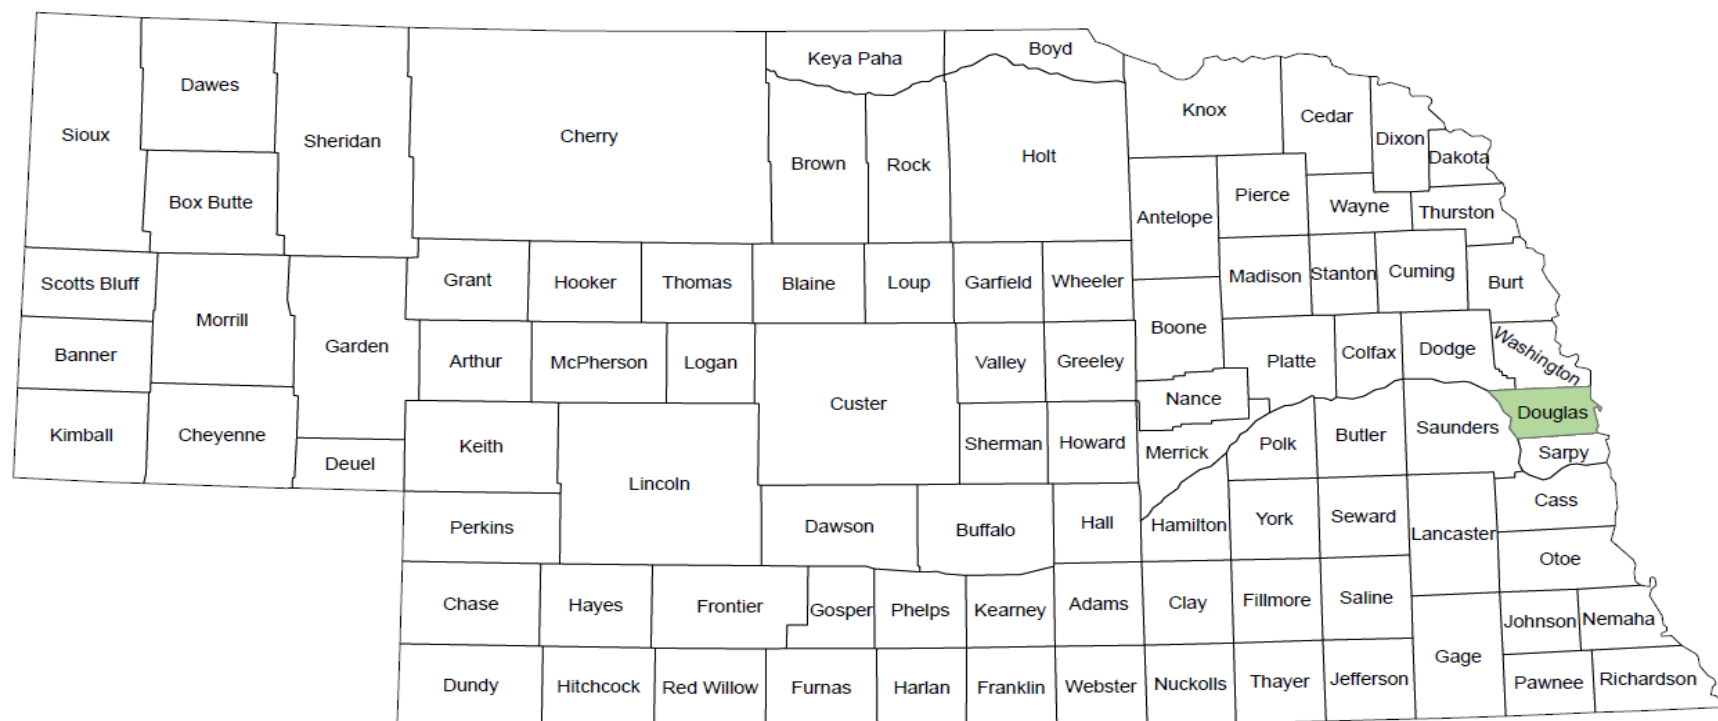 Boyd
Keya Paha
Dawes
Knox
Cedar
Sioux
Cherry
Sheridan
Dixon
Holt
Dakota
Brown
Rock
Pierce
Box Butte
Wayne
Thurston
Antelope
Cuming
Madison
Stanton
Grant
Hooker
Thomas
Blaine
Loup
Garfield
Wheeler
Burt
Scotts Bluff
Morrill
Boone
Garden
Dodge
Colfax
Washington
Banner
Arthur
McPherson
Logan
Valley
Greeley
Platte
Nance
Custer
Douglas
Saunders
Kimball
Cheyenne
Butler
Keith
Sherman
Howard
Polk
Merrick
Sarpy
Deuel
Lincoln
Cass
Seward
York
Perkins
Dawson
Buffalo
Hall
Hamilton
Lancaster
Otoe
Saline
Fillmore
Chase
Hayes
Frontier
Gosper
Phelps
Kearney
Adams
Clay
Johnson
Nemaha
Gage
Jefferson
Richardson
Dundy
Hitchcock
Red Willow
Furnas
Harlan
Franklin
Webster
Nuckolls
Thayer
Pawnee